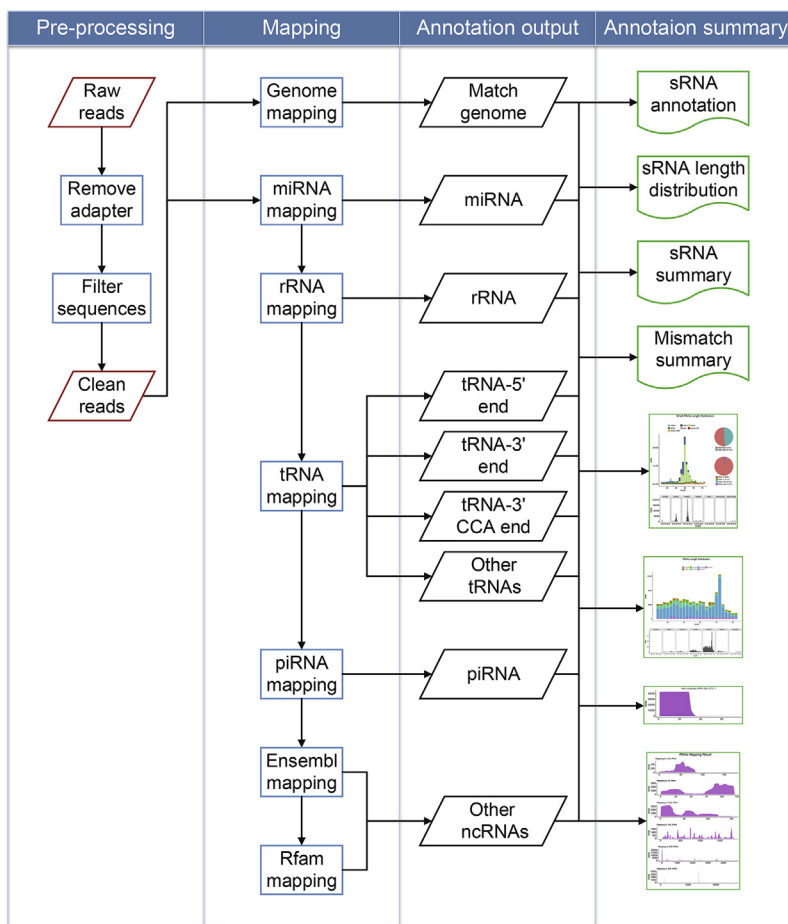 Pre-processing
Mapping
Annotation output
Annotaion summary
Raw
reads
Remove
adapter
Filter
sequences
Clean
reads
Genome
mapping
miRNA
mapping
rRNA
mapping
tRNA
mapping
piRNA
mapping
Ensembl
mapping
Rfam
mapping
Match
genome
miRNA
rRNA
tRNA-5' end
tRNA-3' end
tRNA-3' CCA end
Other
tRNAs
piRNA
Other
ncRNAs
sRNA
annotation
sRNA length
distribution
sRNA
summary
Mismatch
summary
rRNAs Mapping Result